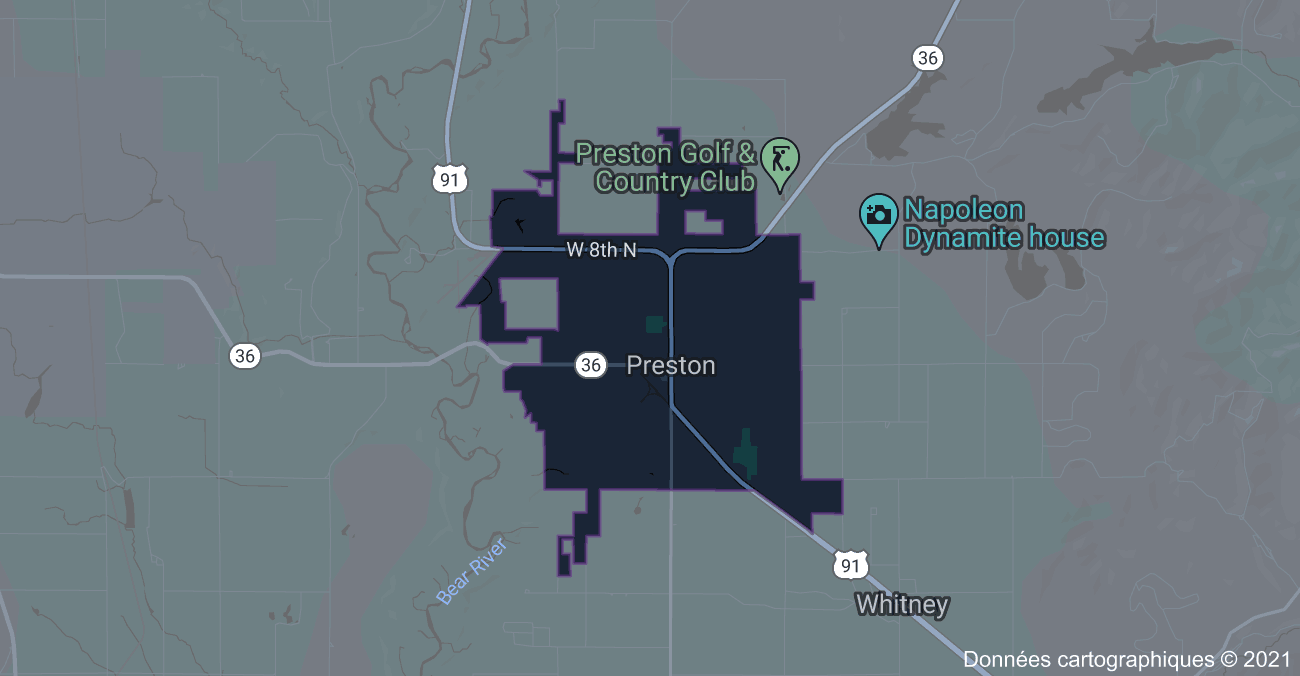 36
Preston Golf &
Country Club
91
Napoleon
Dynamite house
W 8th N
36
36
Preston
Bear River
91
Whitney
Données cartographiques © 2021